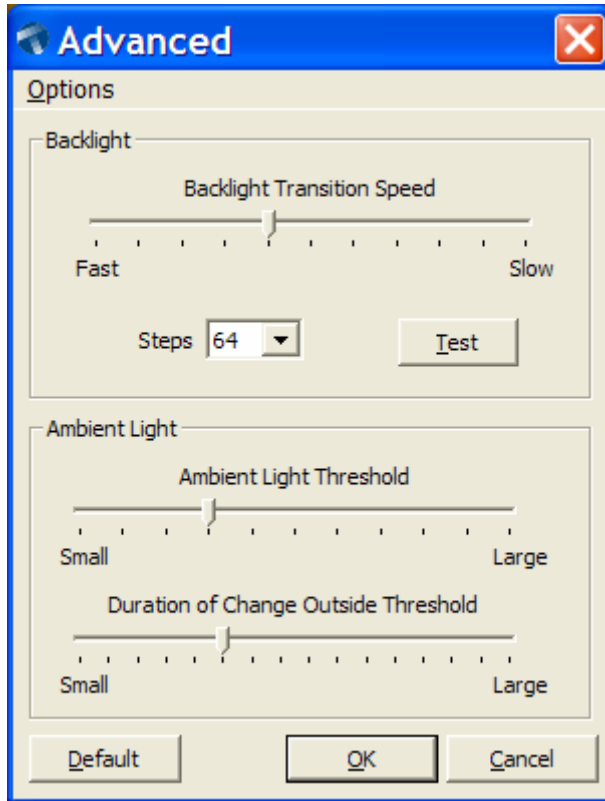 Advanced
Options
Backlight
Backlight Transition Speed
Fast Slow
Steps 64 Test
Ambient Light
Ambient Light Threshold
Small Large
Duration of Change Outside Threshold
Small Large
Default OK Cancel